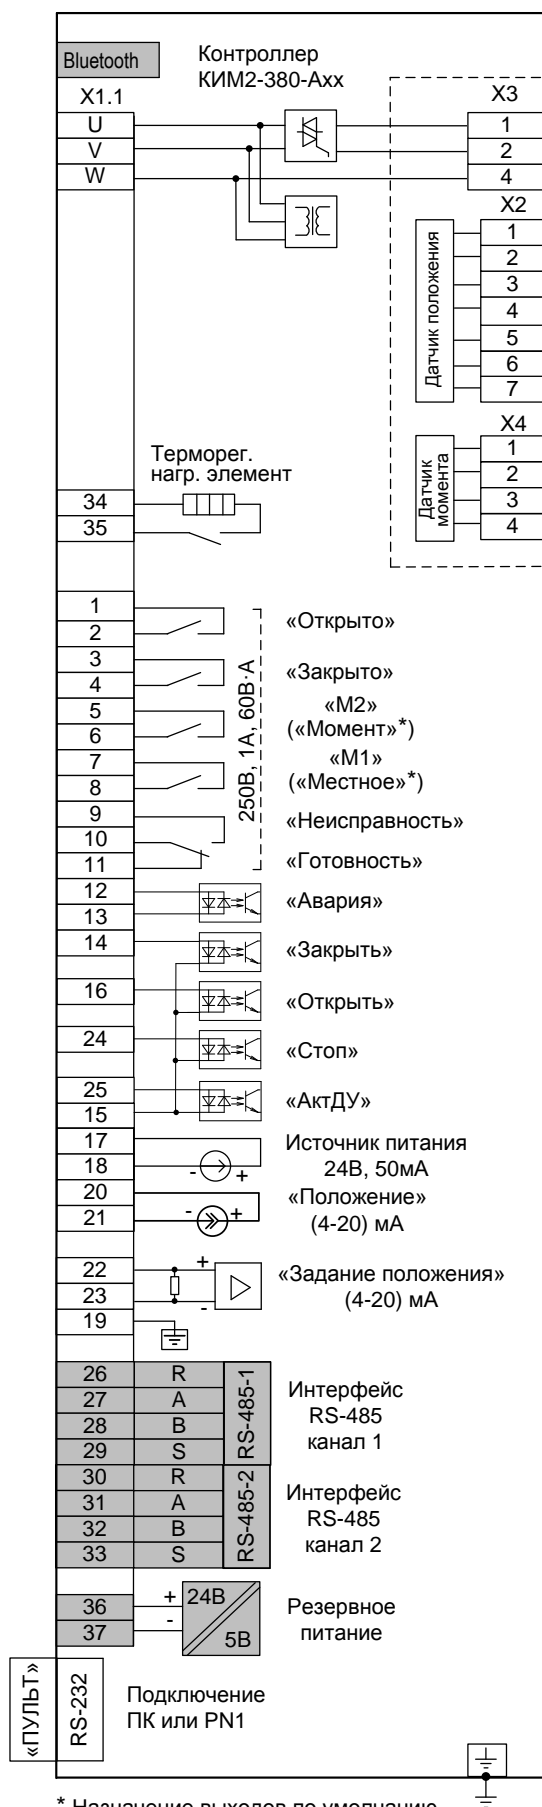 Bluetooth
Контроллер
КИМ2-380-Ахх
X1.1
X3
U
1
V
2
W
4
X2
Датчик положения
1
2
3
4
5
6
7
X4
Датчик
момента
1
2
3
4
Терморег.
нагр. элемент
34
35
1
2
«Открыто»
3
4
«Закрыто»
5
6
«М2»
(«Момент»*)
7
8
«М1»
(«Местное»*)
250В, 1А, 60В·А
9
«Неисправность»
10
11
«Готовность»
12
13
«Авария»
14
«Закрыть»
16
«Открыть»
24
«Стоп»
25
15
«АктДУ»
17
18
- +
Источник питания
24В, 50мА
20
21
- +
«Положение»
(4-20) мА
22
23
+
-
«Задание положения»
(4-20) мА
19
26 R
27 A
28 B
29 S
RS-485-1
Интерфейс
RS-485
канал 1
30 R
31 A
32 B
33 S
RS-485-2
Интерфейс
RS-485
канал 2
36 +
37 -
24В
5В
Резервное
питание
«ПУЛЬТ»
RS-232
Подключение
ПК или PN1
* Назначение выходов по умолчанию